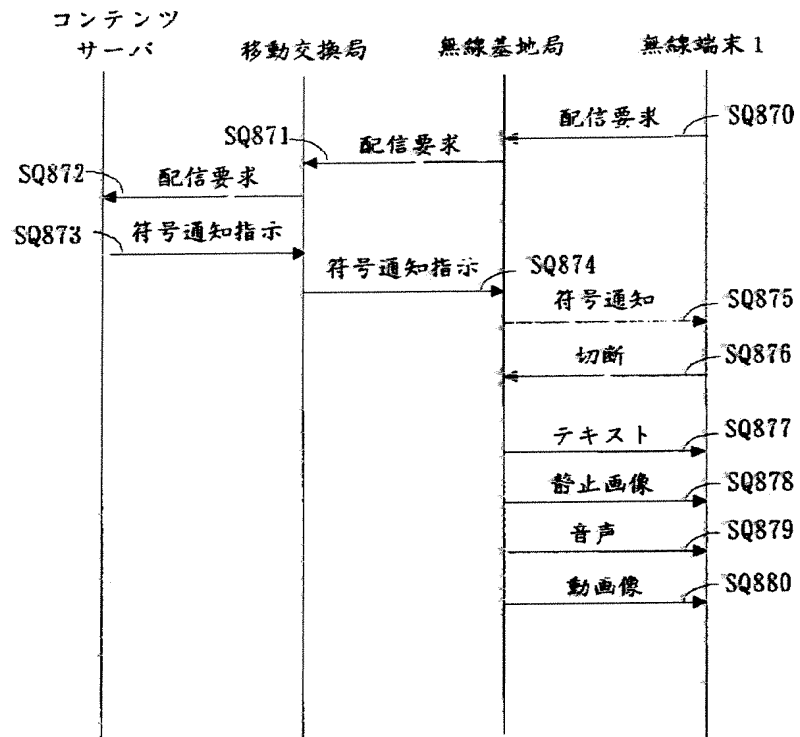 コンテンツ
サーバ
移動交換局
無線基地局
無線端末1
配信要求
SQ870
SQ871
配信要求
SQ872
配信要求
SQ873
符号通知指示
符号通知指示
SQ874
符号通知
SQ875
切断
SQ876
テキスト
SQ877
静止画像
SQ878
音声
SQ879
動画像
SQ880